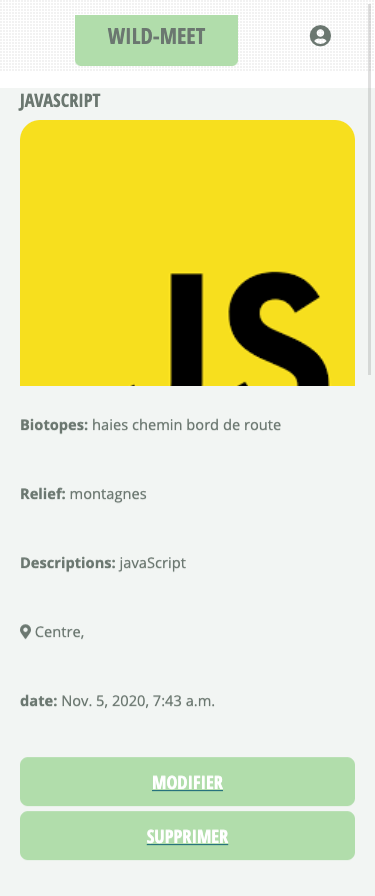 WILD-MEET
JAVASCRIPT
JS
Biotopes: haies chemin bord de route
Relief: montagnes
Descriptions: javaScript
Centre,
date: Nov. 5, 2020, 7:43 a.m.
MODIFIER
SUPPRIMER